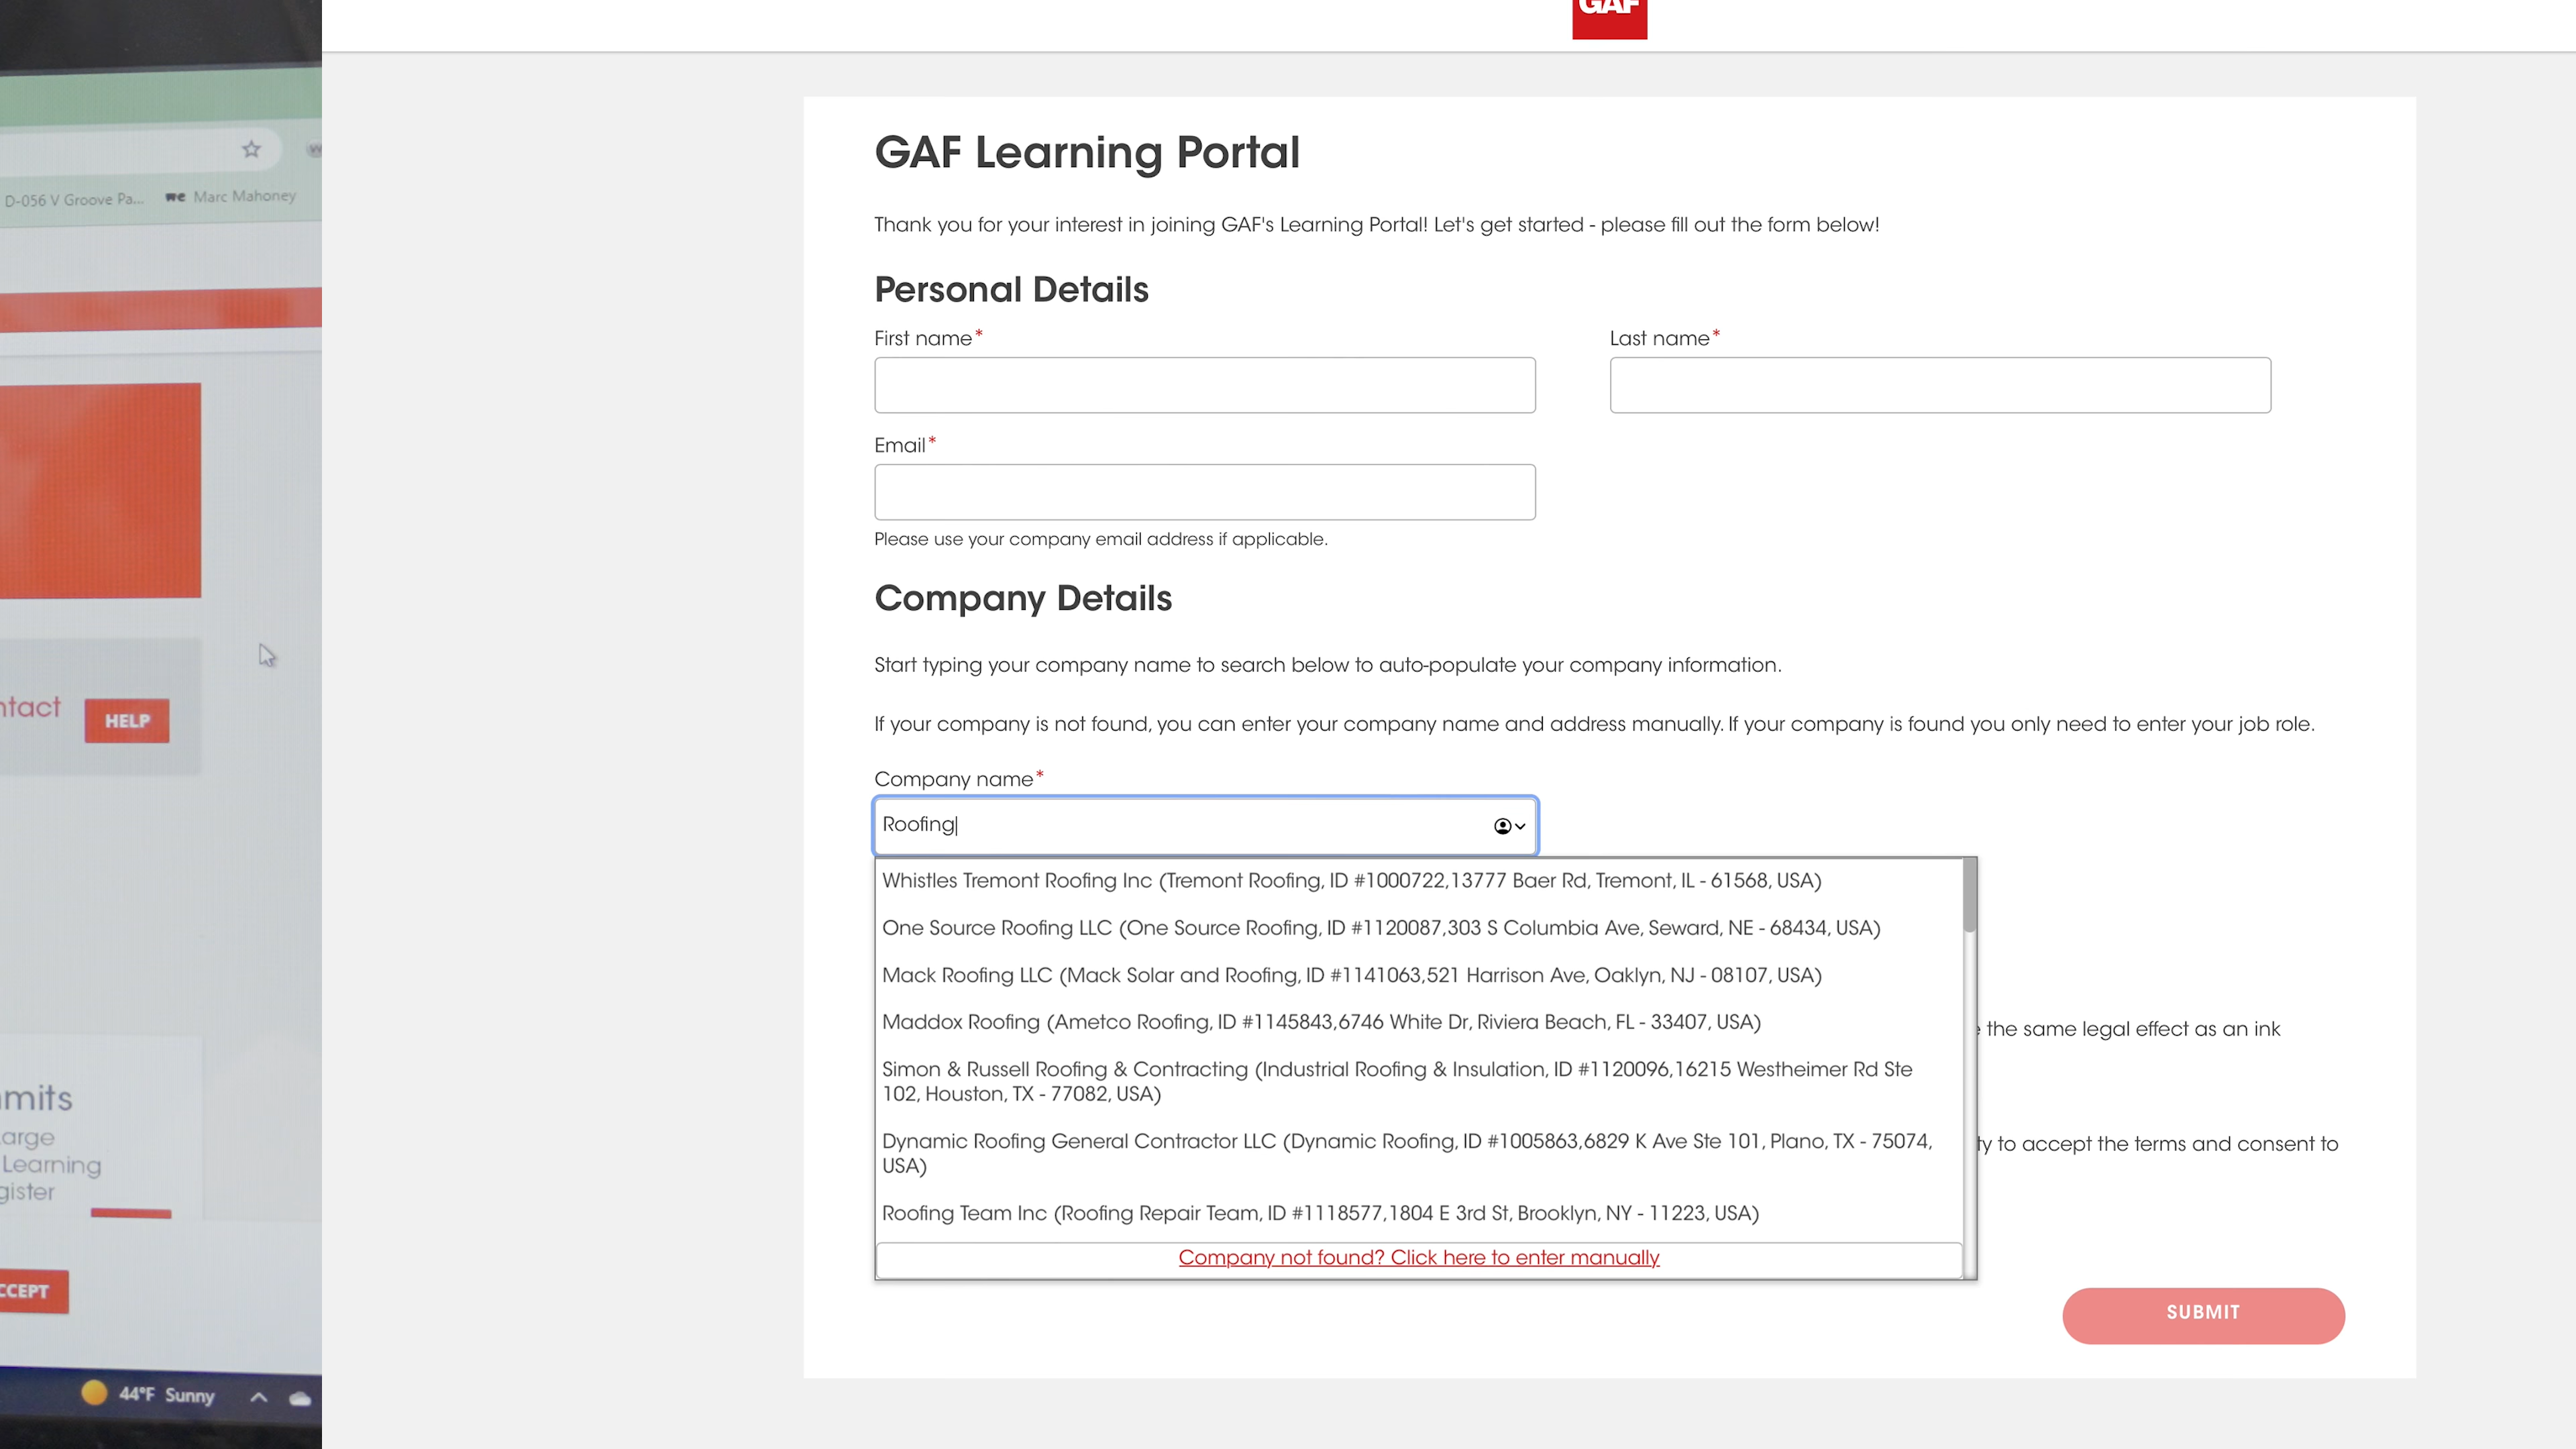 D-056 V Groove Pa...
we Marc Mahoney
ntact
HELP
mmits
arge
Learning
gister
CCEPT
44°F Sunny
GAF
GAF Learning Portal
Thank you for your interest in joining GAF's Learning Portal! Let's get started - please fill out the form below!
Personal Details
First name*
Last name*
Email*
Please use your company email address if applicable.
Company Details
Start typing your company name to search below to auto-populate your company information.
If your company is not found, you can enter your company name and address manually. If your company is found you only need to enter your job role.
Company name*
Roofing
Whistles Tremont Roofing Inc (Tremont Roofing, ID #1000722,13777 Baer Rd, Tremont, IL - 61568, USA)
One Source Roofing LLC (One Source Roofing, ID #1120087,303 S Columbia Ave, Seward, NE - 68434, USA)
Mack Roofing LLC (Mack Solar and Roofing, ID #1141063,521 Harrison Ave, Oaklyn, NJ - 08107, USA)
Maddox Roofing (Ametco Roofing, ID #1145843,6746 White Dr, Riviera Beach, FL - 33407, USA)
e the same legal effect as an ink
Simon & Russell Roofing & Contracting (Industrial Roofing & Insulation, ID #1120096,16215 Westheimer Rd Ste
102, Houston, TX - 77082, USA)
Dynamic Roofing General Contractor LLC (Dynamic Roofing, ID #1005863,6829 K Ave Ste 101, Plano, TX - 75074,
USA)
ty to accept the terms and consent to
Roofing Team Inc (Roofing Repair Team, ID #1118577,1804 E 3rd St, Brooklyn, NY - 11223, USA)
Company not found? Click here to enter manually
SUBMIT